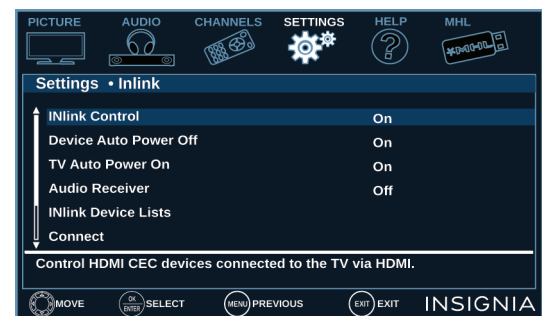 PICTURE AUDIO CHANNELS SETTINGS HELP MHL
Settings • Inlink
INlink Control On
Device Auto Power Off On
TV Auto Power On On
Audio Receiver Off
INlink Device Lists
Connect
Control HDMI CEC devices connected to the TV via HDMI.
MOVE OK ENTER SELECT MENU PREVIOUS EXIT EXIT INSIGNIA